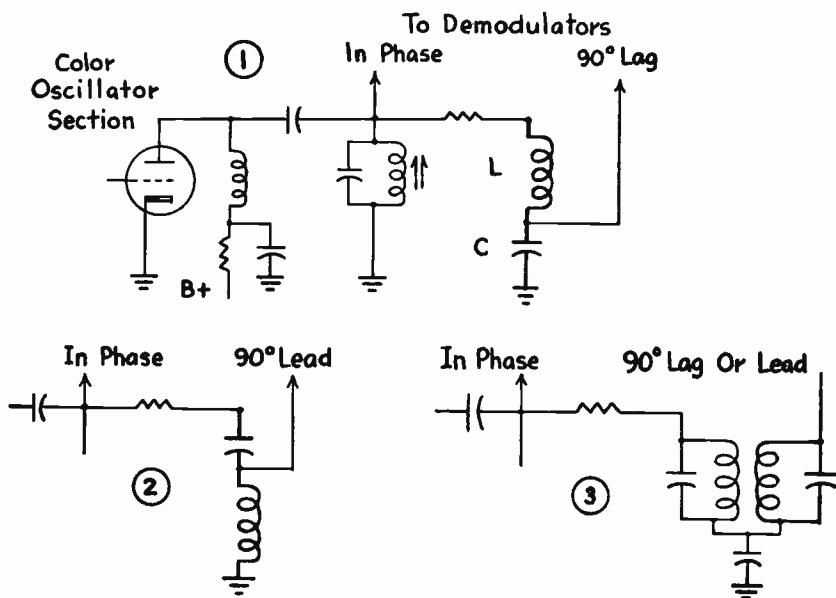 To Demodulators
1
In Phase
90° Lag
Color
Oscillator
Section
L
C
B+
In Phase
90° Lead
2
In Phase
90° Lag Or Lead
3